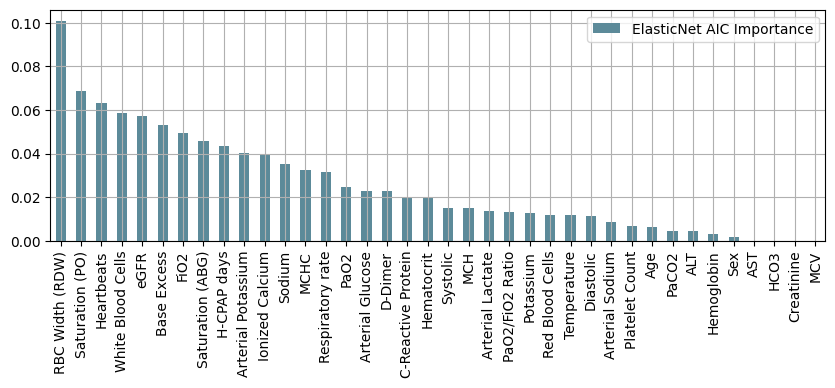 ElasticNet AIC Importance
0.10
0.08
0.06
0.04
0.02
0.00
RBC Width (RDW)
Saturation (PO)
Heartbeats
White Blood Cells
eGFR
Base Excess
FiO2
Saturation (ABG)
H-CPAP days
Arterial Potassium
Ionized Calcium
Sodium
MCHC
Respiratory rate
PaO2
Arterial Glucose
D-Dimer
C-Reactive Protein
Hematocrit
Systolic
MCH
Arterial Lactate
PaO2/FiO2 Ratio
Potassium
Red Blood Cells
Temperature
Diastolic
Arterial Sodium
Platelet Count
Age
PaCO2
ALT
Hemoglobin
Sex
AST
HCO3
Creatinine
MCV